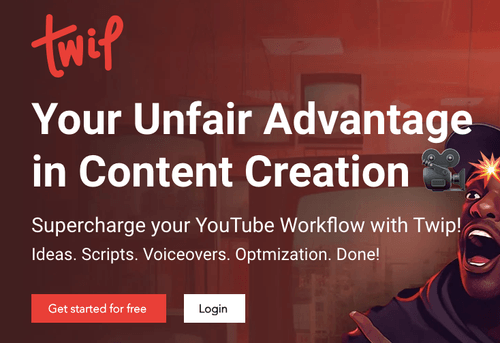 twip
Your Unfair Advantage
in Content Creation 🎥
Supercharge your YouTube Workflow with Twip!
Ideas. Scripts. Voiceovers. Optmization. Done!
Get started for free
Login